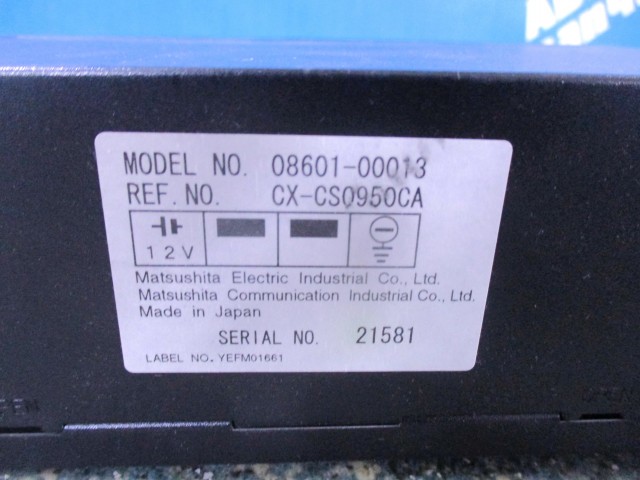 MODEL NO. 08601-00013
REF. NO. CX-CS0950CA
12V
Matsushita Electric Industrial Co., Ltd.
Matsushita Communication Industrial Co., Ltd.
Made in Japan
SERIAL NO. 21581
LABEL NO. YEFM01661